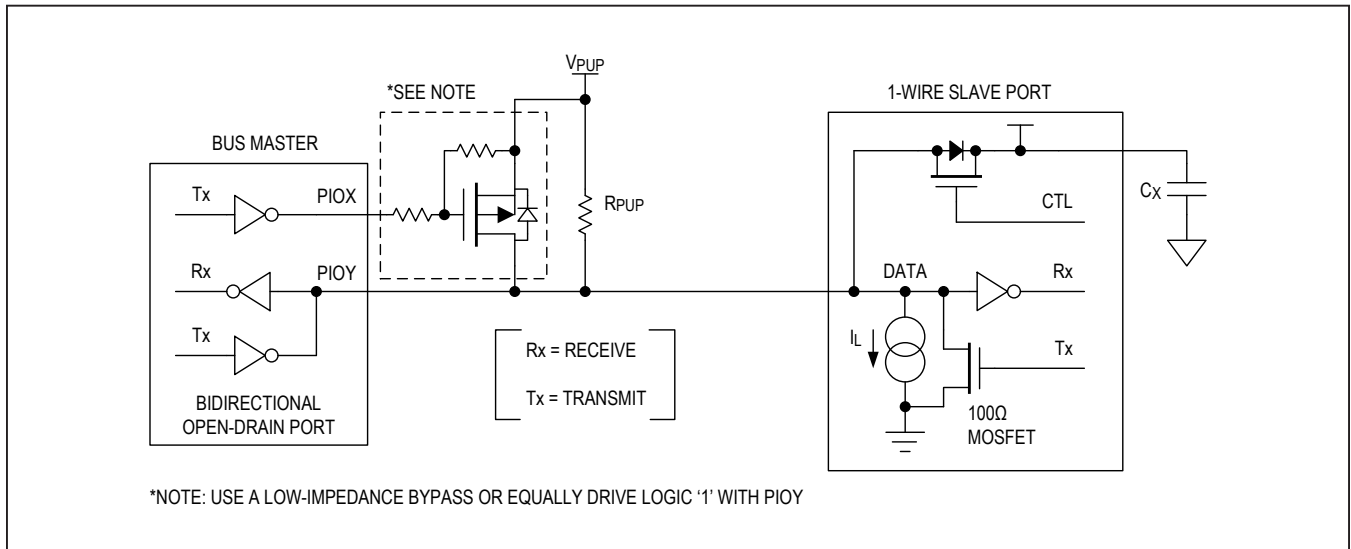 VPUP
*SEE NOTE
1-WIRE SLAVE PORT
BUS MASTER
Tx
PIOX
RPUP
CX
CTL
Rx
PIOY
DATA
Rx
Tx
IL
Tx
Rx = RECEIVE
Tx = TRANSMIT
BIDIRECTIONAL
OPEN-DRAIN PORT
100Ω
MOSFET
*NOTE: USE A LOW-IMPEDANCE BYPASS OR EQUALLY DRIVE LOGIC ‘1’ WITH PIOY